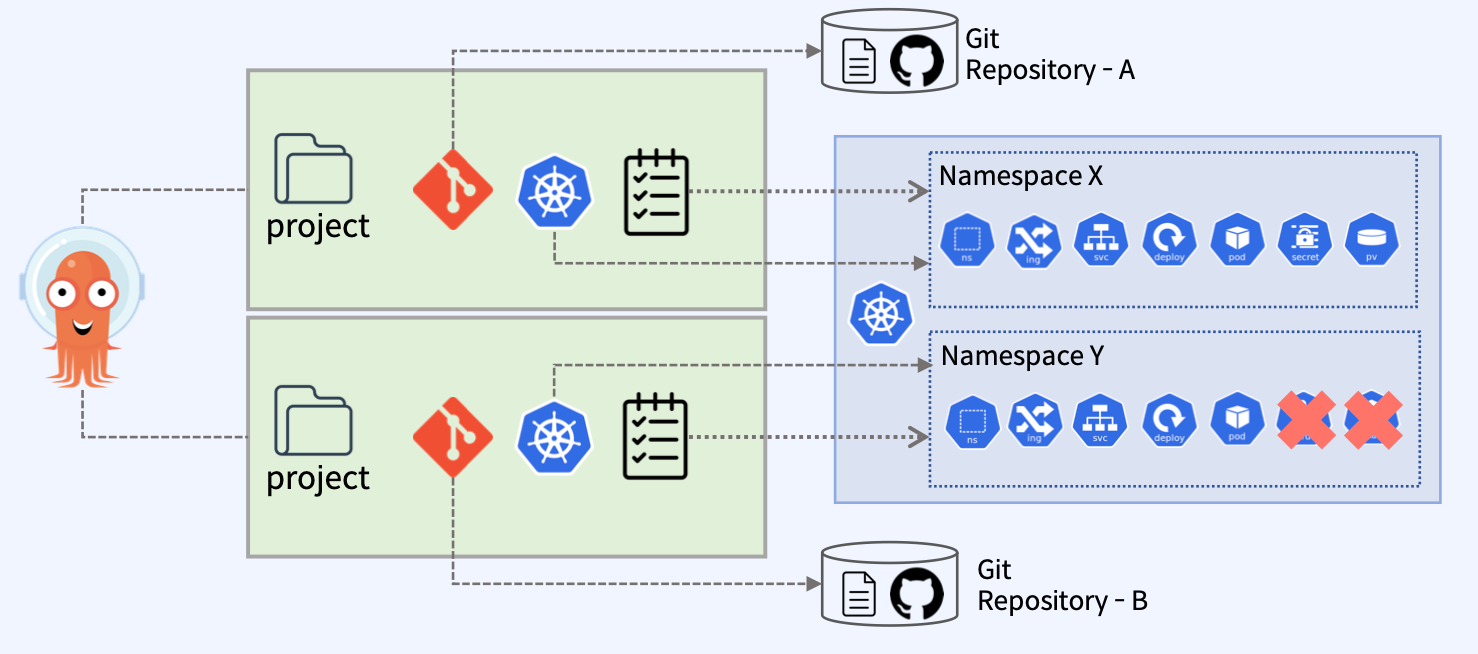 Git
Repository - A
project
Namespace X
ns
ing
svc
deploy
pod
secret
pv
project
Namespace Y
ns
ing
svc
deploy
pod
Git
Repository - B